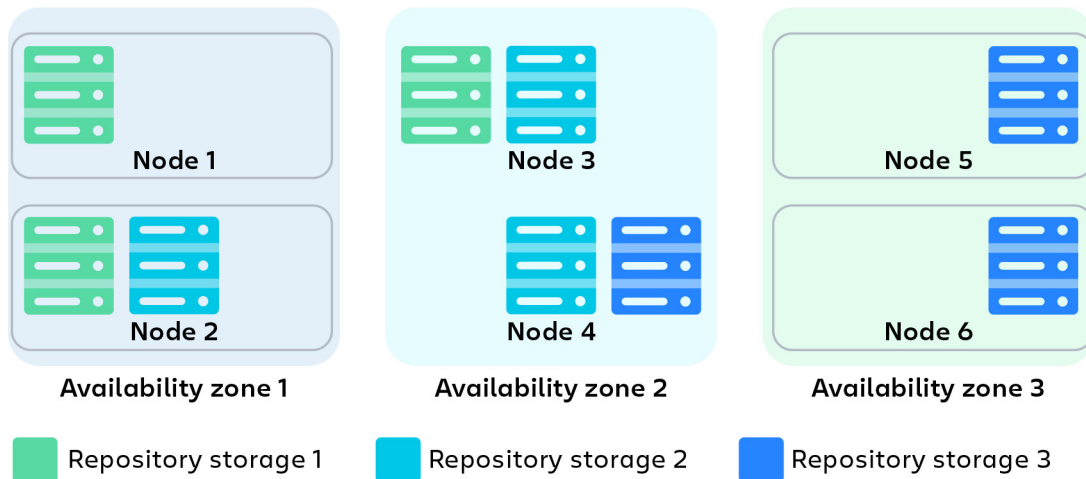 Node 1
Node 3
Node 5
Node 2
Node 4
Node 6
Availability zone 1
Availability zone 2
Availability zone 3
Repository storage 1
Repository storage 2
Repository storage 3